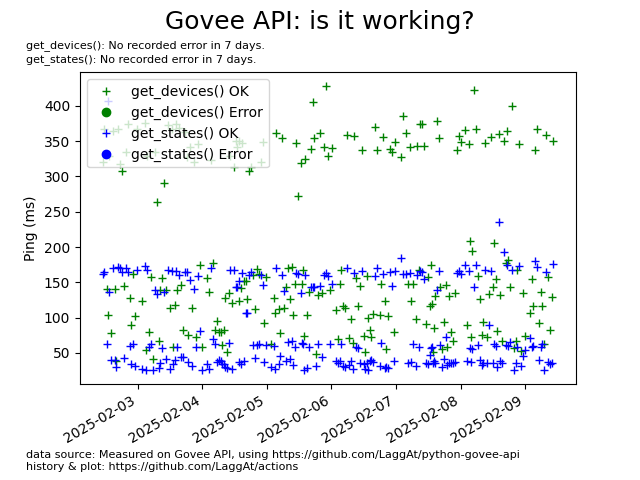 Govee API: is it working?
get_devices(): No recorded error in 7 days.
get_states(): No recorded error in 7 days.
get_devices() OK
get_devices() Error
get_states() OK
get_states() Error
Ping (ms)
400
350
300
250
200
150
100
50
2025-02-03
2025-02-04
2025-02-05
2025-02-06
2025-02-07
2025-02-08
2025-02-09
data source: Measured on Govee API, using https://github.com/LaggAt/python-govee-api
history & plot: https://github.com/LaggAt/actions